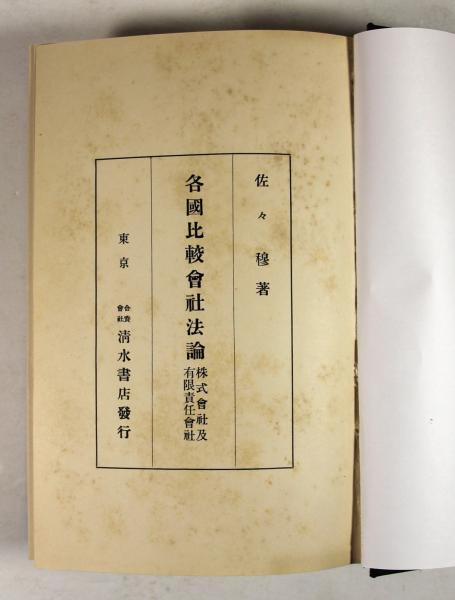 佐々穆著
各國比較會社法論
株式會社及
有限責任會社
東京
合資
會社
清水書店發行